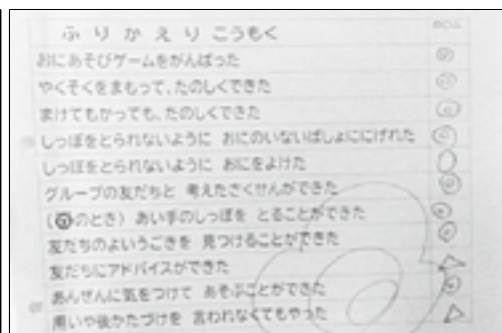 ふりかえりこうもく
おにあそびゲームをがんばった
やくそくをまもって、たのしくできた
まけてもかっても、たのしくできた
しっぽをとられないように おにのいないばしょににげれた
しっぽをとられないように おにをよけた
グループの友だちと 考えたさくせんができた
(のとき) あい手のしっぽを とることができた
友だちのよいうごきを 見つけることができた
友だちにアドバイスができた
あんぜんに気をつけて あそぶことができた
用いや後かたづけを 言われなくてもやった